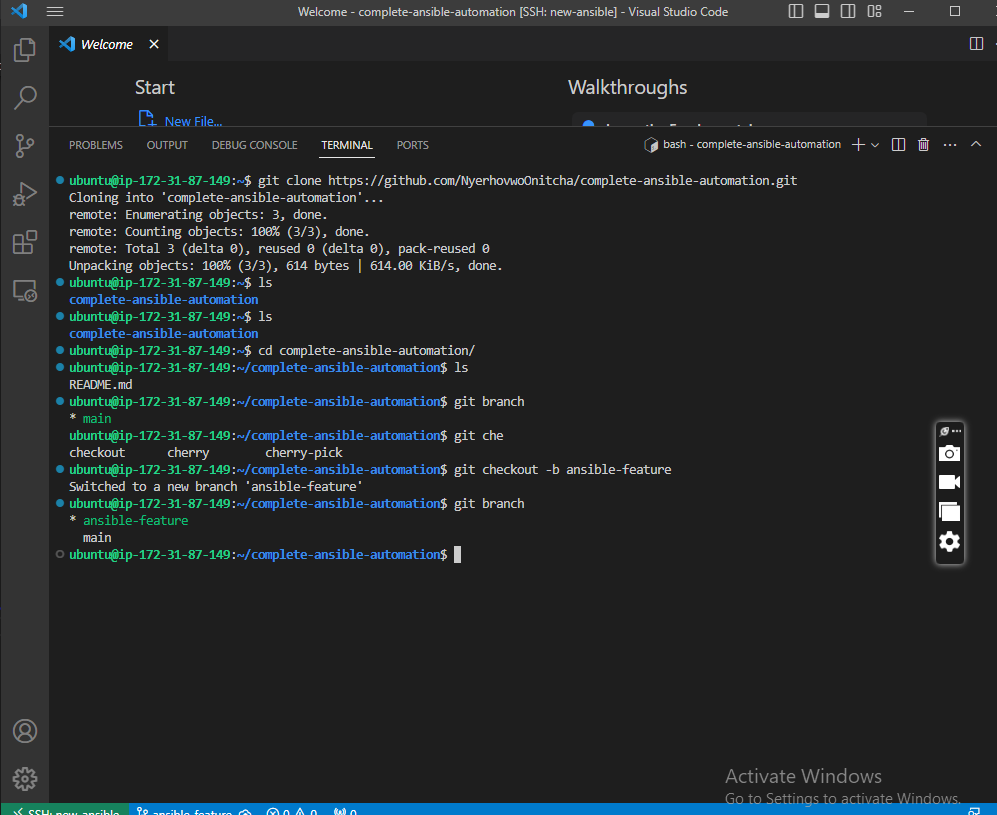 Welcome - complete-ansible-automation [SSH: new-ansible] - Visual Studio Code
Welcome
Start
Walkthroughs
New File...
PROBLEMS OUTPUT DEBUG CONSOLE TERMINAL PORTS bash - complete-ansible-automation
ubuntu@ip-172-31-87-149:~$ git clone https://github.com/NyerhovwoOnitcha/complete-ansible-automation.git
Cloning into 'complete-ansible-automation'...
remote: Enumerating objects: 3, done.
remote: Counting objects: 100% (3/3), done.
remote: Total 3 (delta 0), reused 0 (delta 0), pack-reused 0
Unpacking objects: 100% (3/3), 614 bytes | 614.00 KiB/s, done.
ubuntu@ip-172-31-87-149:~$ ls
complete-ansible-automation
ubuntu@ip-172-31-87-149:~$ ls
complete-ansible-automation
ubuntu@ip-172-31-87-149:~$ cd complete-ansible-automation/
ubuntu@ip-172-31-87-149:~/complete-ansible-automation$ ls
README.md
ubuntu@ip-172-31-87-149:~/complete-ansible-automation$ git branch
* main
ubuntu@ip-172-31-87-149:~/complete-ansible-automation$ git che
checkout cherry cherry-pick
ubuntu@ip-172-31-87-149:~/complete-ansible-automation$ git checkout -b ansible-feature
Switched to a new branch 'ansible-feature'
ubuntu@ip-172-31-87-149:~/complete-ansible-automation$ git branch
* ansible-feature
main
ubuntu@ip-172-31-87-149:~/complete-ansible-automation$
Activate Windows
Go to Settings to activate Windows.
SSH: new-ansible ansible-feature 0 0 0